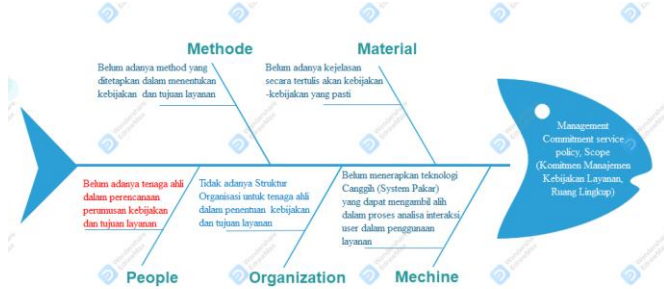 Methode
Material
Belum adanya method yang
ditetapkan dalam menentukan
kebijakan dan tujuan layanan
Belum adanya kejelasan
secara tertulis akan kebijakan
-kebijakan yang pasti
Management
Commitment service
policy, Scope
(Komitmen Manajemen
Kebijakan Layanan,
Ruang Lingkup)
Belum adanya tenaga ahli
dalam perencanaan
perumusan kebijakan
dan tujuan layanan
Tidak adanya Struktur
Organisasi untuk tenaga ahli
dalam penentuan kebijakan
dan tujuan layanan
Belum menerapkan teknologi
Canggih (System Pakar)
yang dapat mengambil alih
dalam proses analisa interaksi
user dalam penggunaan
layanan
People
Organization
Mechine